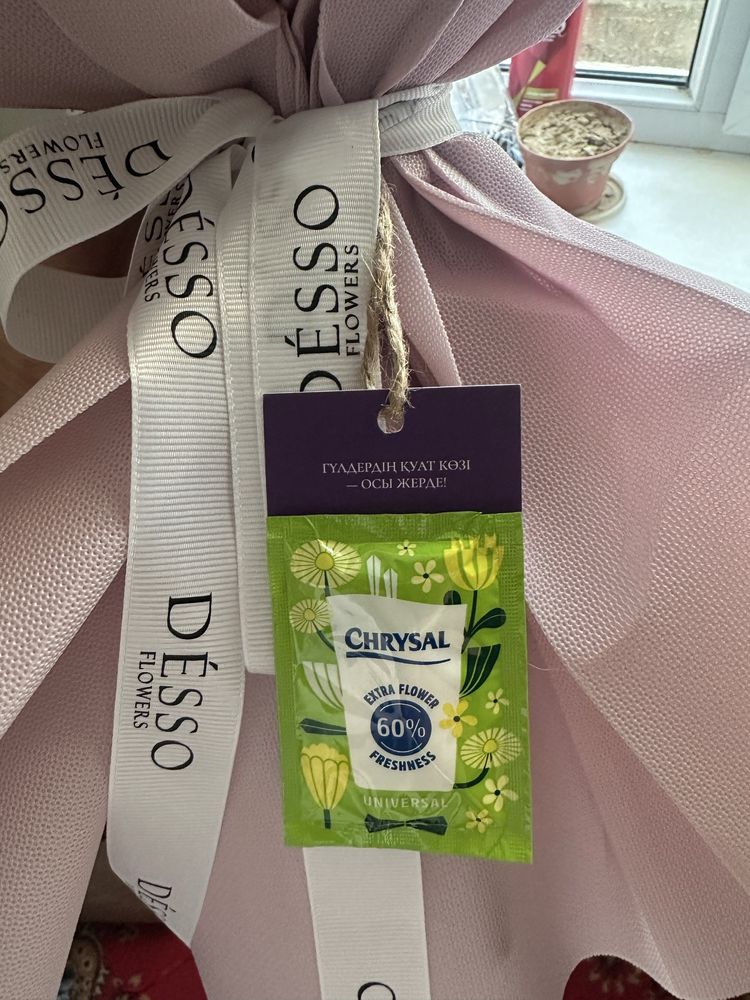 DÉSSO
FLOWERS
DÉSSO
FLOWERS
DÉSSO
FLOWERS
ГҮЛДЕРДІҢ ҚУАТ КӨЗІ
— ОСЫ ЖЕРДЕ!
CHRYSAL
EXTRA FLOWER
60%
FRESHNESS
UNIVERSAL
DÉSSO
FLOWERS